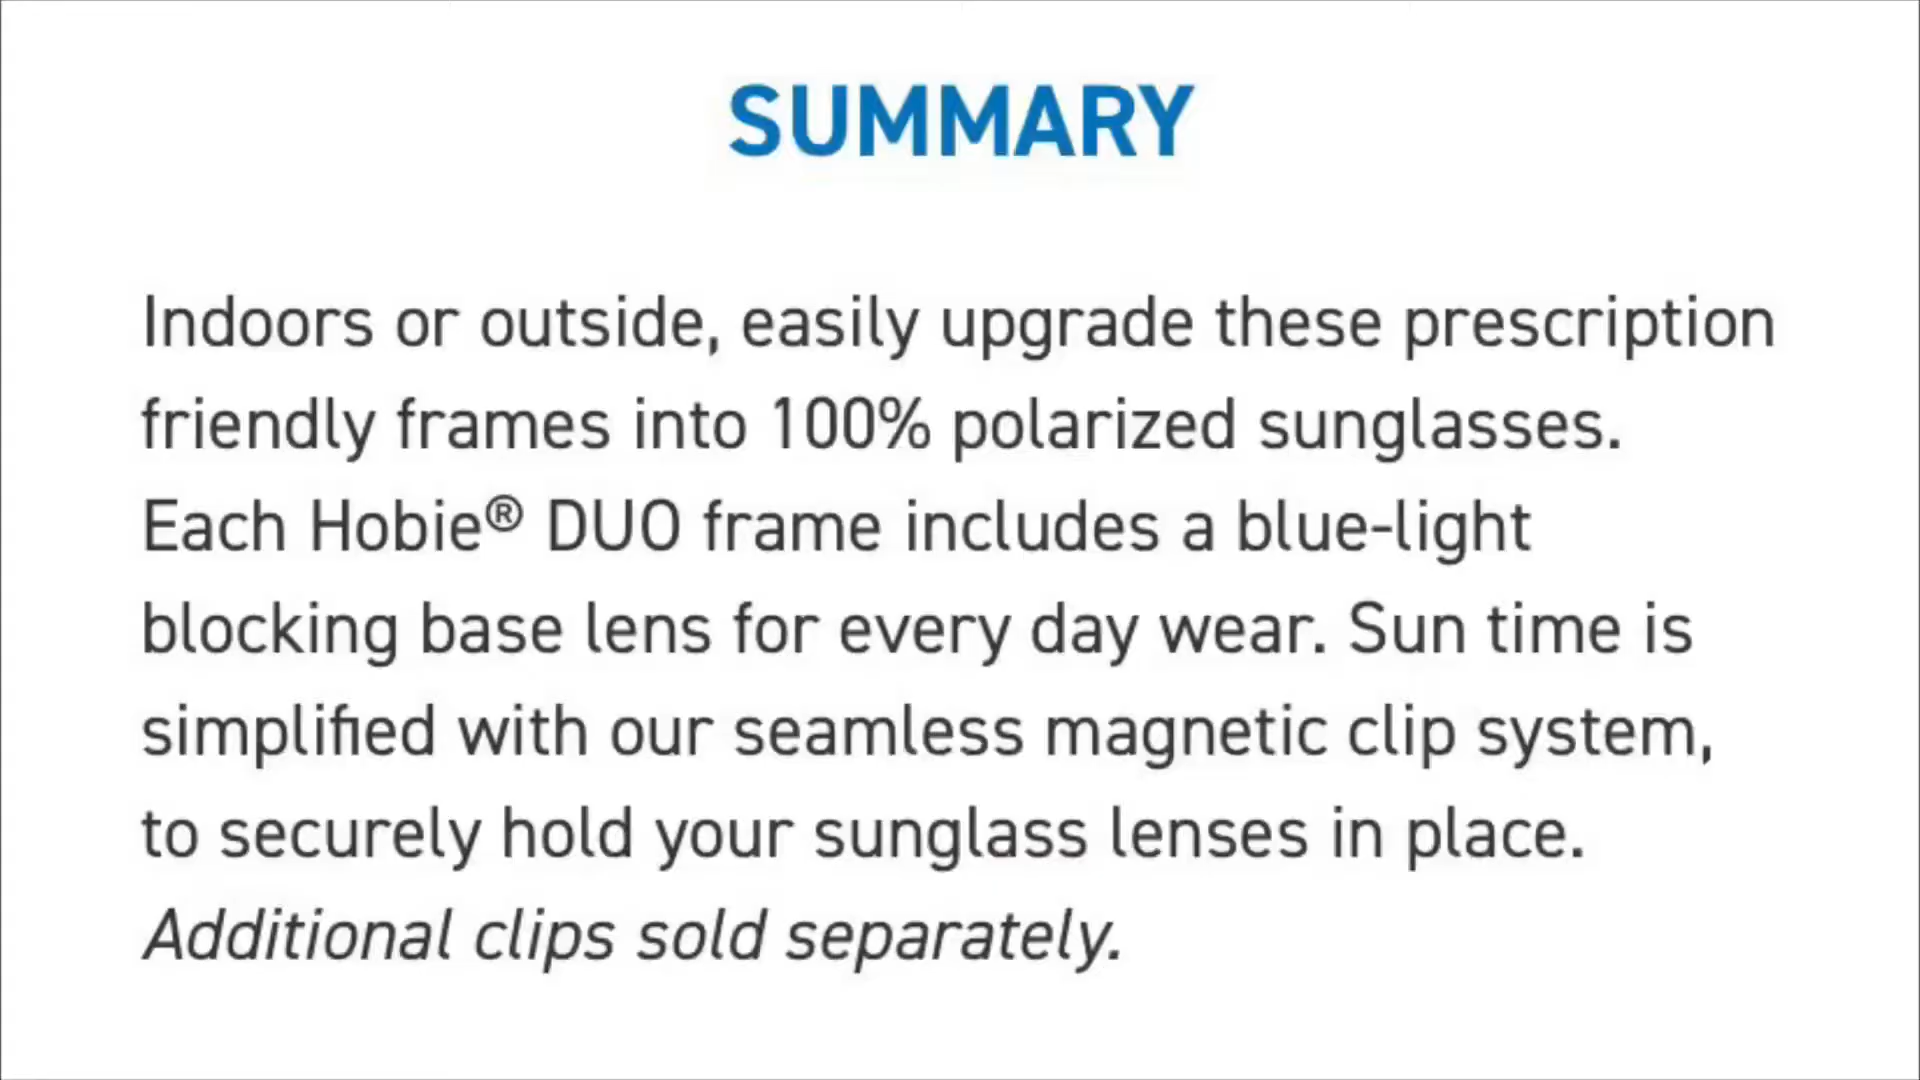 SUMMARY
Indoors or outside, easily upgrade these prescription
friendly frames into 100% polarized sunglasses.
Each Hobie® DUO frame includes a blue-light
blocking base lens for every day wear. Sun time is
simplified with our seamless magnetic clip system,
to securely hold your sunglass lenses in place.
Additional clips sold separately.